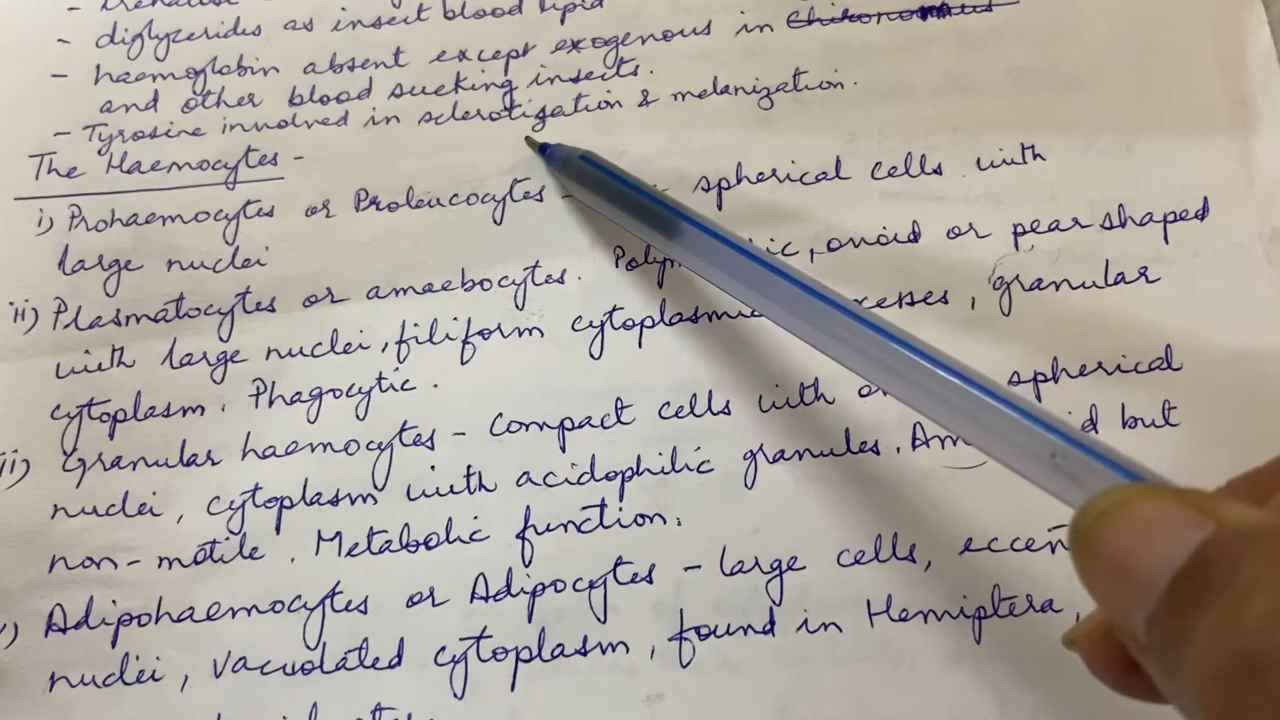 - diglycerides as insect blood lipid
- haemoglobin absent except exogenous in Chironomus
and other blood sucking insects.
- Tyrosine involved in sclerotization & melanization.
The Haemocytes -
i) Prohaemocytes or Proleucocytes - spherical cells with
large nuclei
ii) Plasmatocytes or amaebocytes. ovoid or pear shaped
with large nuclei, filiform cytoplasmic granular
cytoplasm. Phagocytic.
Granular haemocytes - Compact cells with spherical
nuclei, cytoplasm with acidophilic granules. but
non-motile. Metabolic function.
Adipohaemocytes or Adipocytes - large cells,
nuclei, vacuolated cytoplasm, found in Hemiptera,